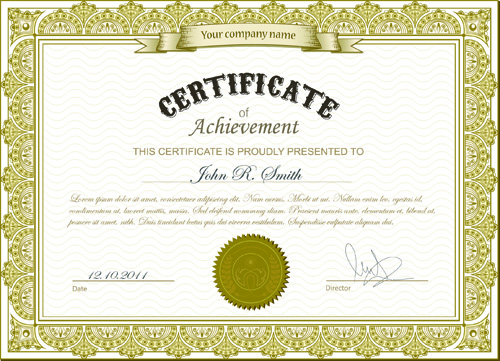 Your company name
CERTIFICATE
of
Achievement
THIS CERTIFICATE IS PROUDLY PRESENTED TO
John R. Smith
Lorem ipsum dolor sit amet, consectetuer adipiscing elit. Nam cursus. Morbi ut mi. Nullam enim leo, egestas id,
condimentum at, laoreet mattis, massa. Sed eleifend nonummy diam. Praesent mauris ante, elementum et, bibend at,
posuere sit amet, nibh. Duis tincidunt lectus quis dui viverra vestibulum. Suspendisse vulputate aliquam dui.
12.10.2011
Date
Director